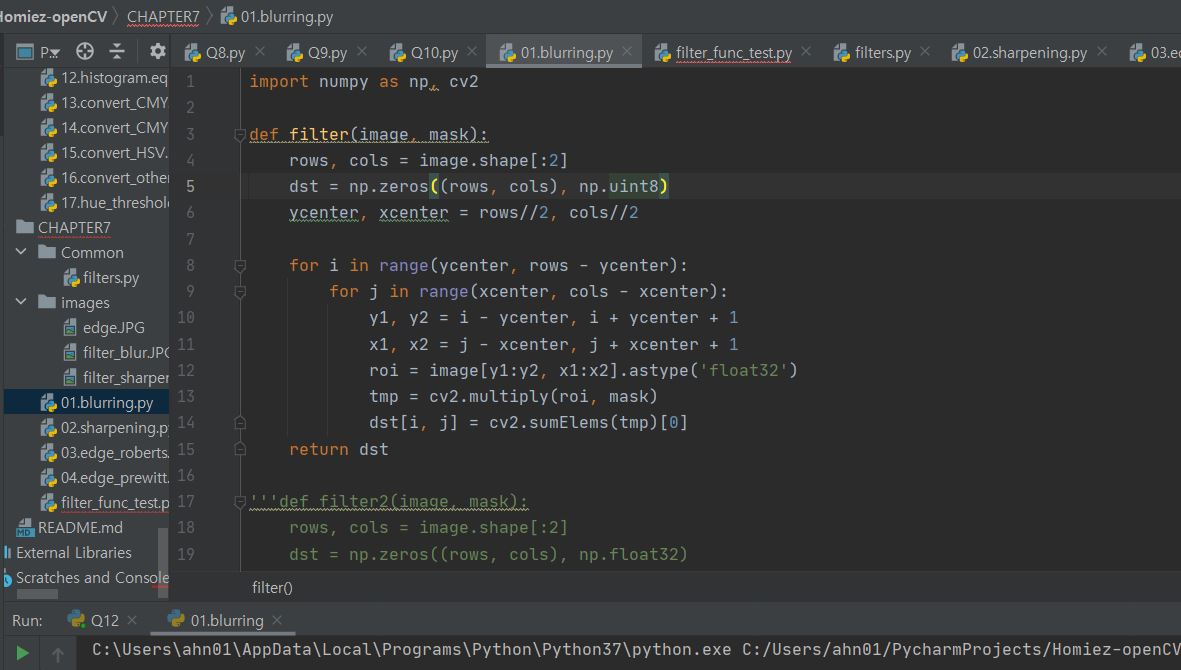 Homiez-openCV CHAPTER7 01.blurring.py
P Q8.py Q9.py Q10.py 01.blurring.py filter_func_test.py filters.py 02.sharpening.py 03.e
12.histogram.eq
13.convert_CMY
14.convert_CMY
15.convert_HSV.
16.convert_other
17.hue_threshold
CHAPTER7
Common
filters.py
images
edge.JPG
filter_blur.JPG
filter_sharper
01.blurring.py
02.sharpening.p
03.edge_roberts.
04.edge_prewitt.
filter_func_test.p
README.md
External Libraries
Scratches and Console
1 import numpy as np, cv2
2
3 def filter(image, mask):
4 rows, cols = image.shape[:2]
5 dst = np.zeros((rows, cols), np.uint8)
6 ycenter, xcenter = rows//2, cols//2
7
8 for i in range(ycenter, rows - ycenter):
9 for j in range(xcenter, cols - xcenter):
10 y1, y2 = i - ycenter, i + ycenter + 1
11 x1, x2 = j - xcenter, j + xcenter + 1
12 roi = image[y1:y2, x1:x2].astype('float32')
13 tmp = cv2.multiply(roi, mask)
14 dst[i, j] = cv2.sumElems(tmp)[0]
15 return dst
16
17 '''def filter2(image, mask):
18 rows, cols = image.shape[:2]
19 dst = np.zeros((rows, cols), np.float32)
filter()
Run: Q12 01.blurring
C:\Users\ahn01\AppData\Local\Programs\Python\Python37\python.exe C:/Users/ahn01/PycharmProjects/Homiez-openCV